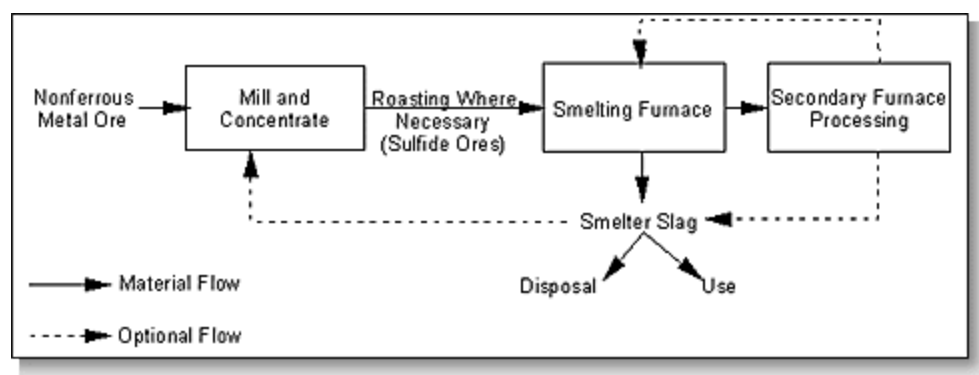 Nonferrous
Metal Ore
Mill and
Concentrate
Roasting Where
Necessary
(Sulfide Ores)
Smelting Furnace
Secondary Furnace
Processing
Smelter Slag
Disposal
Use
Material Flow
Optional Flow